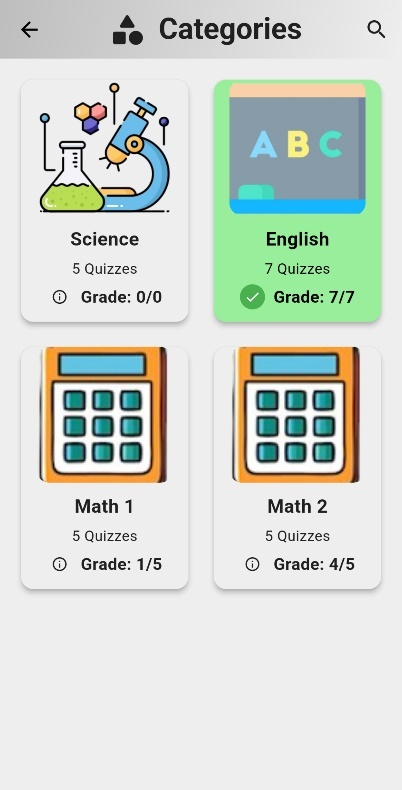 Categories
A B C
Science
English
5 Quizzes
7 Quizzes
Grade: 0/0
Grade: 7/7
Math 1
Math 2
5 Quizzes
5 Quizzes
Grade: 1/5
Grade: 4/5